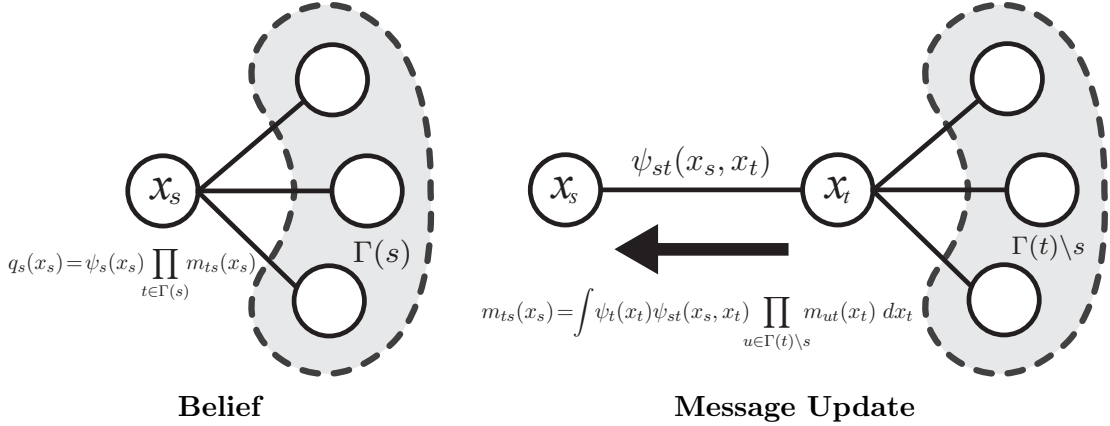 x_s
Γ(s)
q_s(x_s)=ψ_s(x_s) ∏_{t∈Γ(s)} m_{ts}(x_s)
Belief
x_s
ψ_{st}(x_s, x_t)
x_t
Γ(t)\s
m_{ts}(x_s)=∫ψ_t(x_t)ψ_{st}(x_s, x_t) ∏_{u∈Γ(t)\s} m_{ut}(x_t) dx_t
Message Update